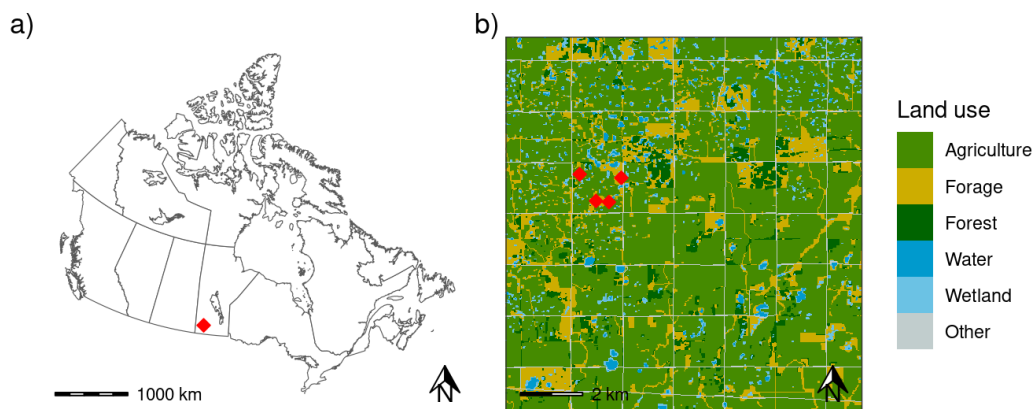 a)
1000 km
N
b)
2 km
N
Land use
Agriculture
Forage
Forest
Water
Wetland
Other